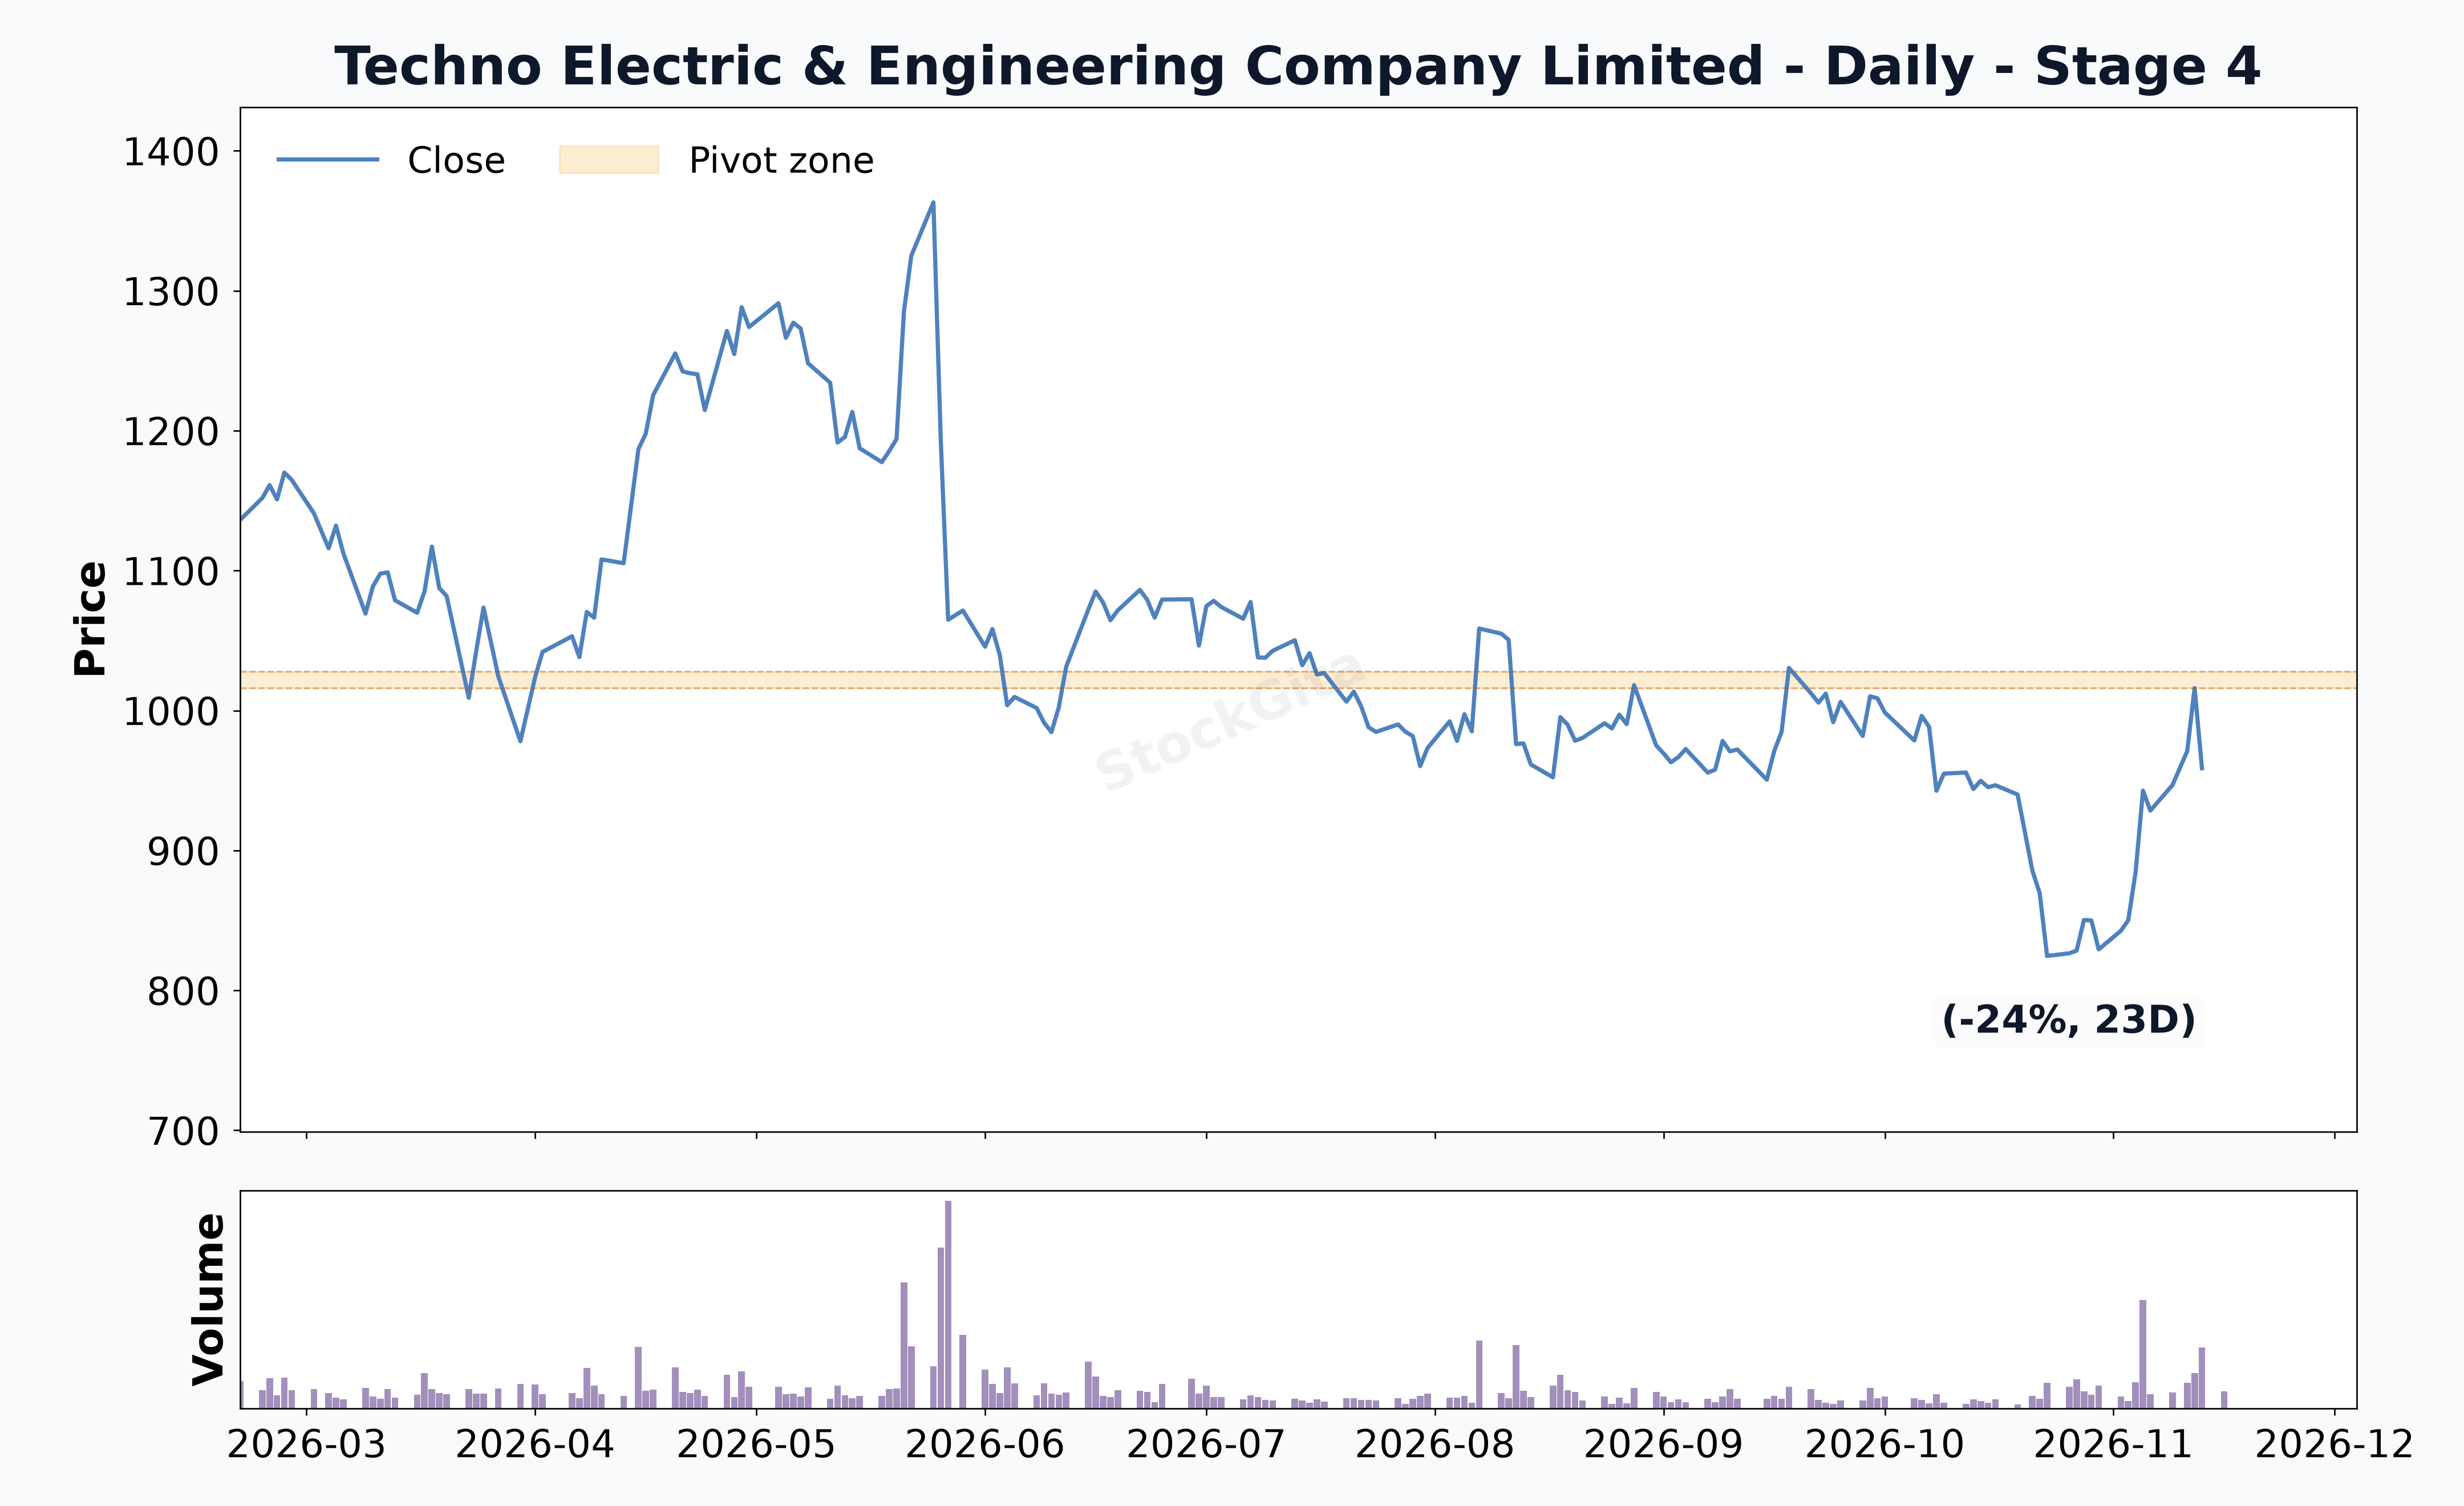 Techno Electric & Engineering Company Limited - Daily - Stage 4
Close
Pivot zone
1400
1300
1200
1100
1000
900
800
700
Price
StockGita
(-24%, 23D)
Volume
2026-03
2026-04
2026-05
2026-06
2026-07
2026-08
2026-09
2026-10
2026-11
2026-12